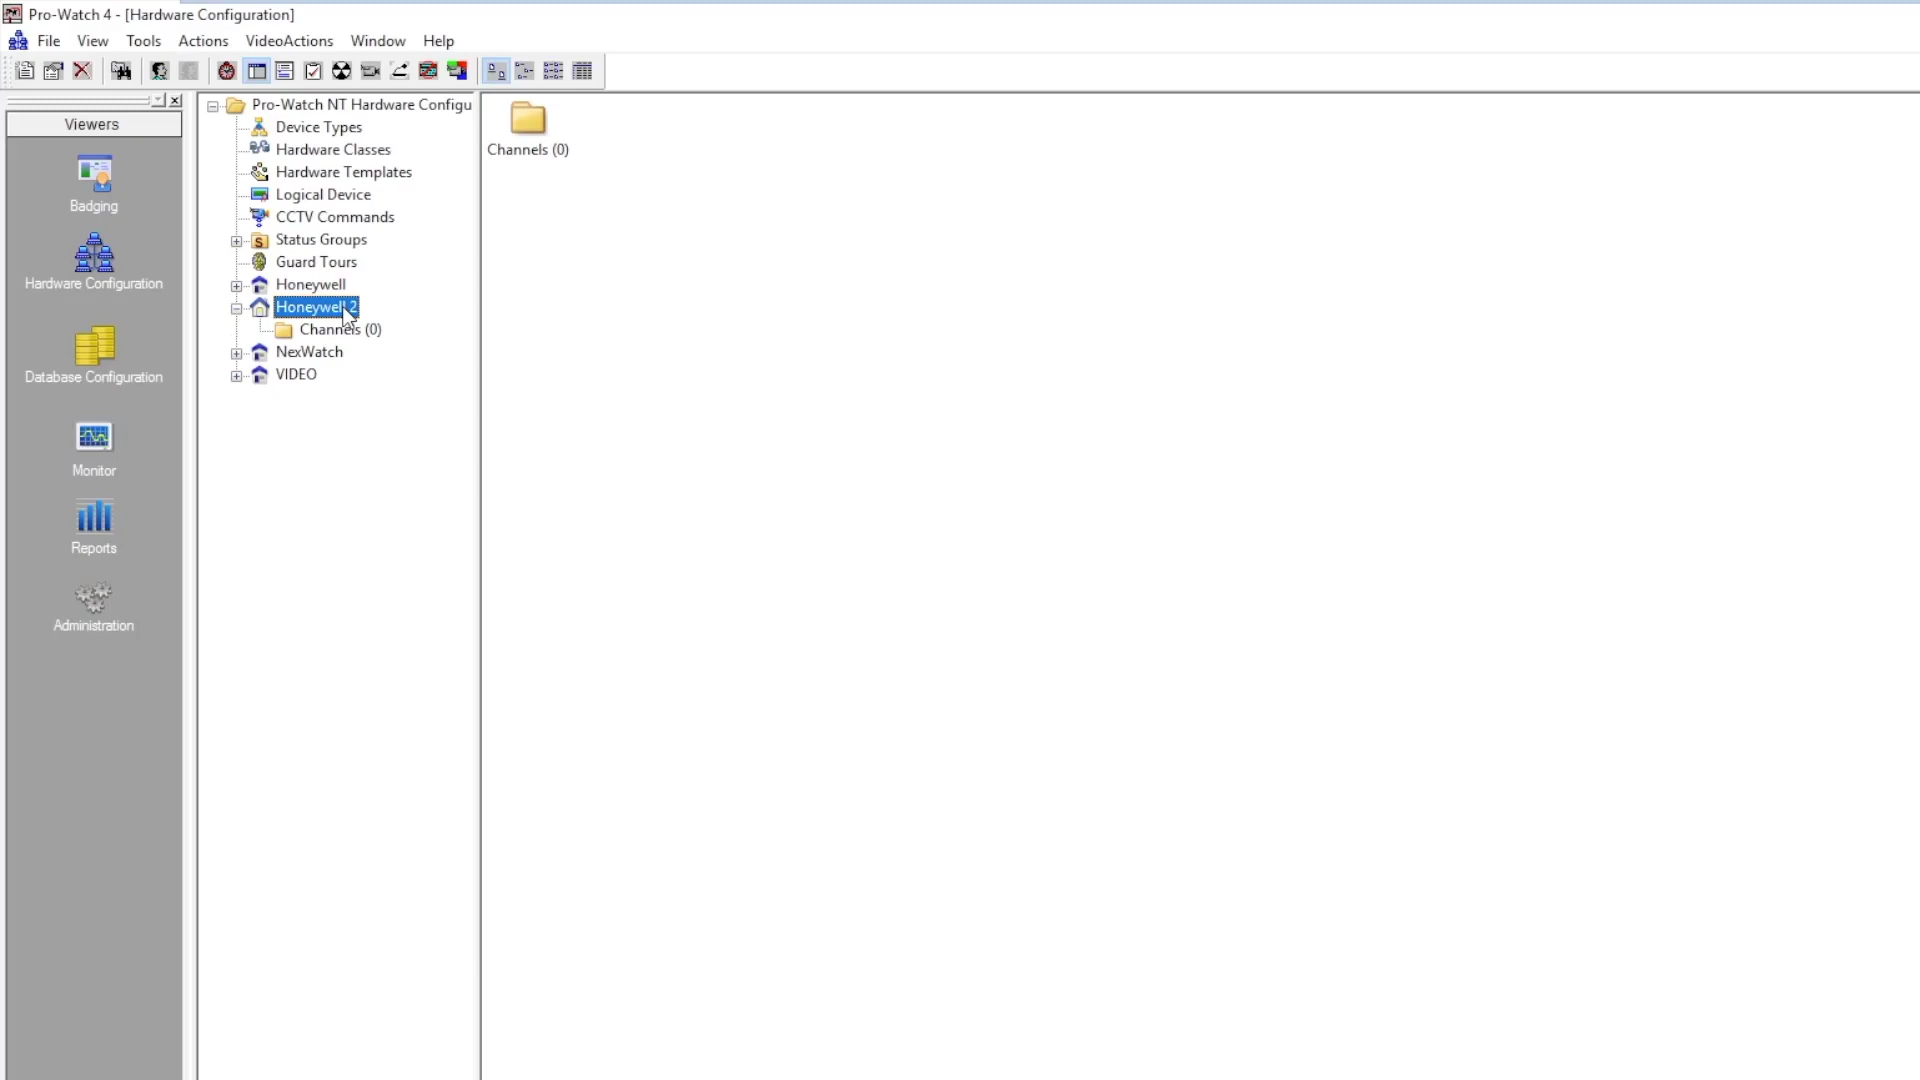 Pro-Watch 4 - [Hardware Configuration]
File View Tools Actions VideoActions Window Help
Viewers
Badging
Hardware Configuration
Database Configuration
Monitor
Reports
Administration
Pro-Watch NT Hardware Configu
Device Types
Hardware Classes
Hardware Templates
Logical Device
CCTV Commands
Status Groups
Guard Tours
Honeywell
Honeywell 2
Channels (0)
NexWatch
VIDEO
Channels (0)